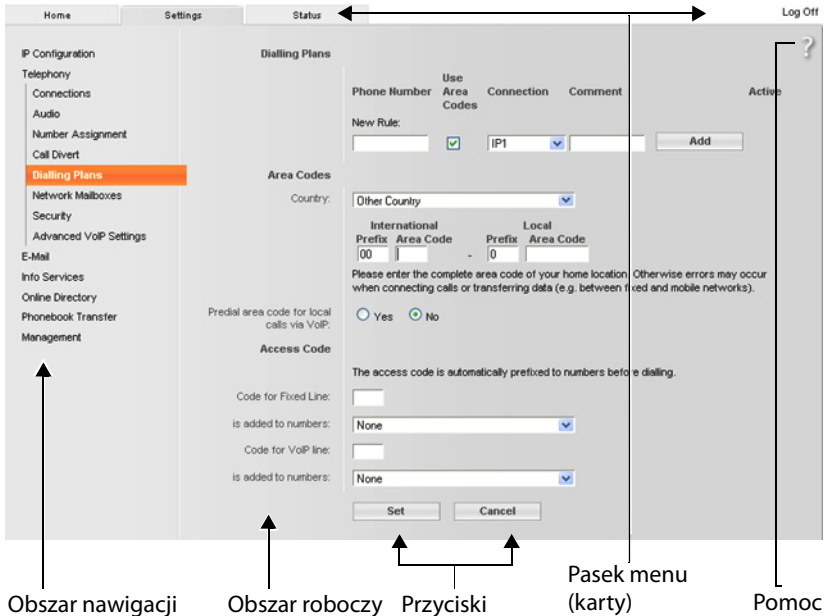 Home Settings Status Log Off
?
IP Configuration
Telephony
Connections
Audio
Number Assignment
Call Divert
Dialling Plans
Network Mailboxes
Security
Advanced VoIP Settings
E-Mail
Info Services
Online Directory
Phonebook Transfer
Management
Dialling Plans
Phone Number Use Area Codes Connection Comment Active
New Rule:
IP1 Add
Area Codes
Country: Other Country
International Local
Prefix Area Code Prefix Area Code
00 - 0
Please enter the complete area code of your home location. Otherwise errors may occur
when connecting calls or transferring data (e.g. between fixed and mobile networks).
Predial area code for local
calls via VoIP: Yes No
Access Code
The access code is automatically prefixed to numbers before dialling.
Code for Fixed Line:
is added to numbers: None
Code for VoIP line:
is added to numbers: None
Set Cancel
Obszar nawigacji Obszar roboczy Przyciski Pasek menu
(karty) Pomoc